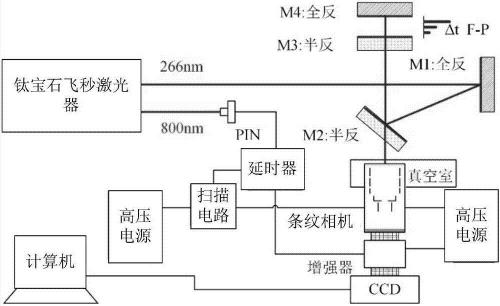 M4:全反
M3:半反
Δt F-P
M1:全反
钛宝石飞秒激光
器
266nm
800nm
PIN
M2:半反
延时器
真空室
扫描
电路
高压
电源
条纹相机
高压
电源
计算机
增强器
CCD